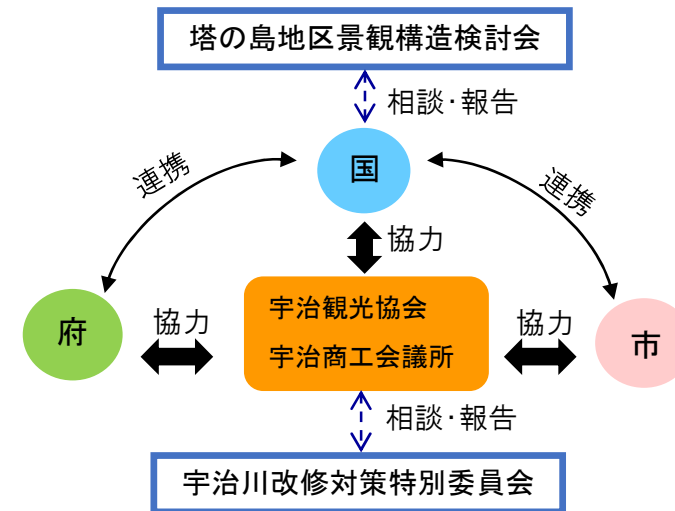 塔の島地区景観構造検討会
相談・報告
国
連携
連携
協力
府
協力
宇治観光協会
宇治商工会議所
協力
市
相談・報告
宇治川改修対策特別委員会